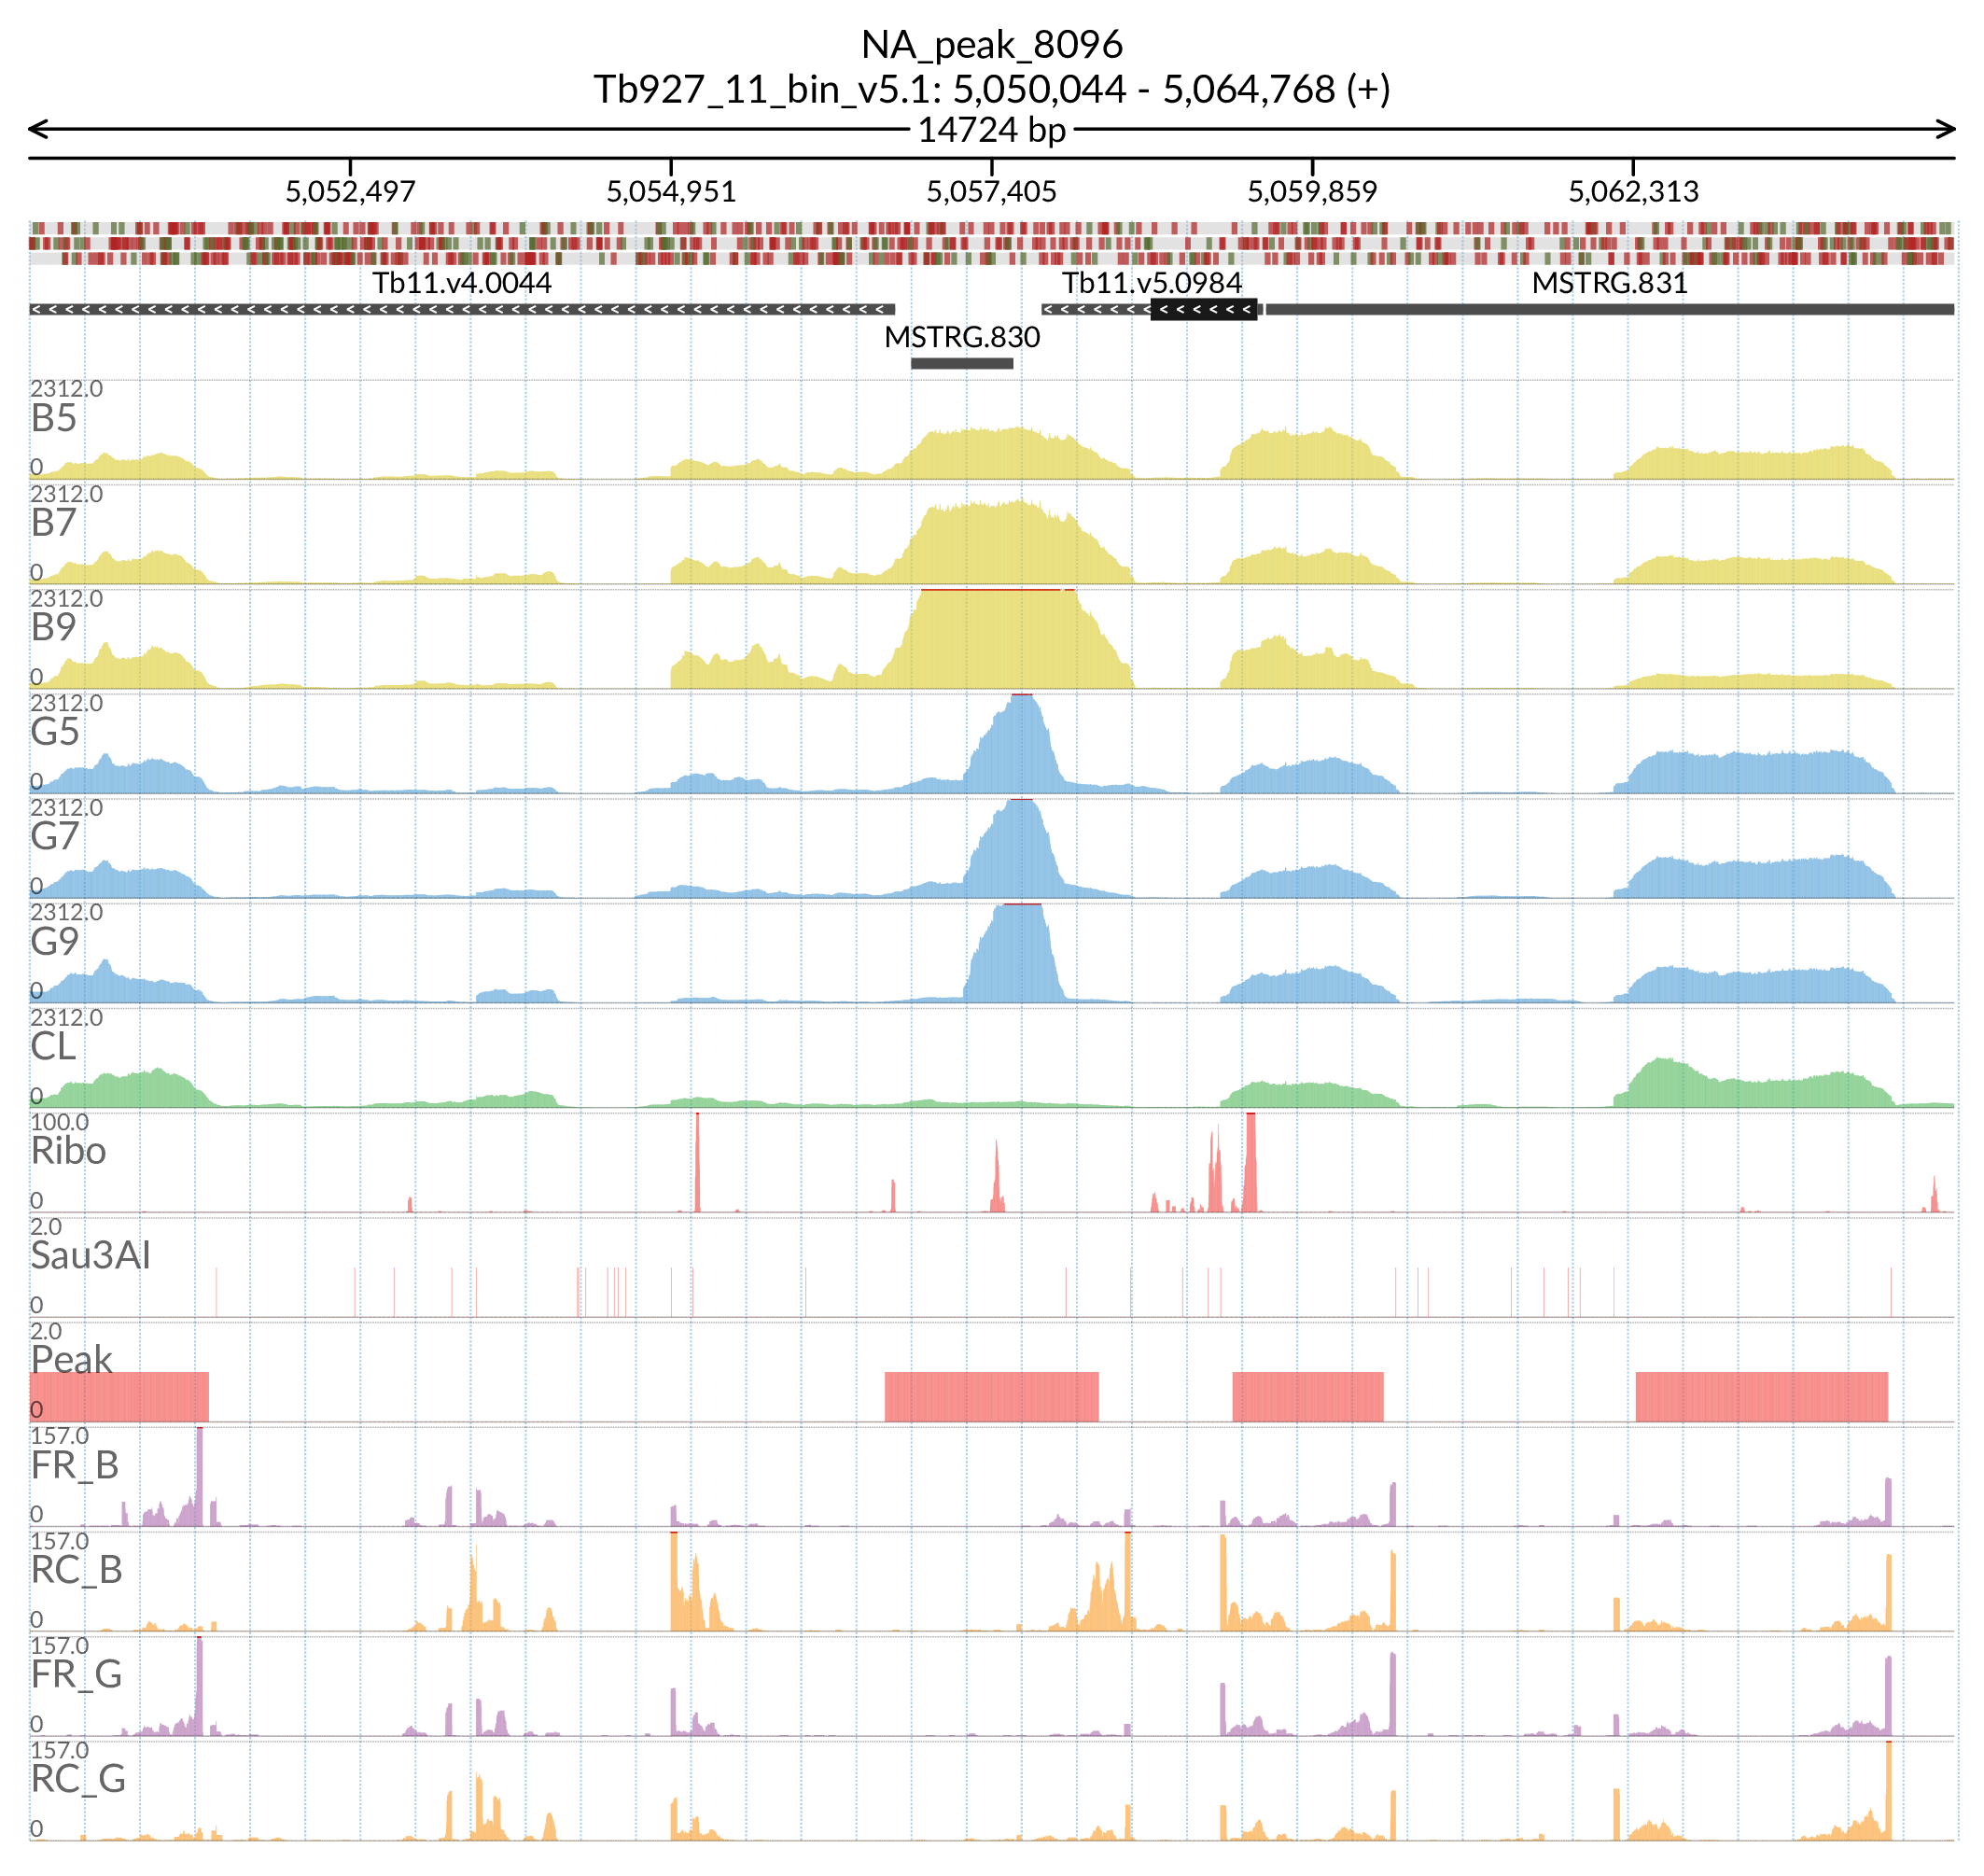 NA_peak_8096
Tb927_11_bin_v5.1: 5,050,044 - 5,064,768 (+)
14724 bp
5,052,497 5,054,951 5,057,405 5,059,859 5,062,313
Tb11.v4.0044 Tb11.v5.0984 MSTRG.831
MSTRG.830
2312.0
B5
0
2312.0
B7
0
2312.0
B9
0
2312.0
G5
0
2312.0
G7
0
2312.0
G9
0
2312.0
CL
0
100.0
Ribo
0
2.0
Sau3AI
0
2.0
Peak
0
157.0
FR_B
0
157.0
RC_B
0
157.0
FR_G
0
157.0
RC_G
0